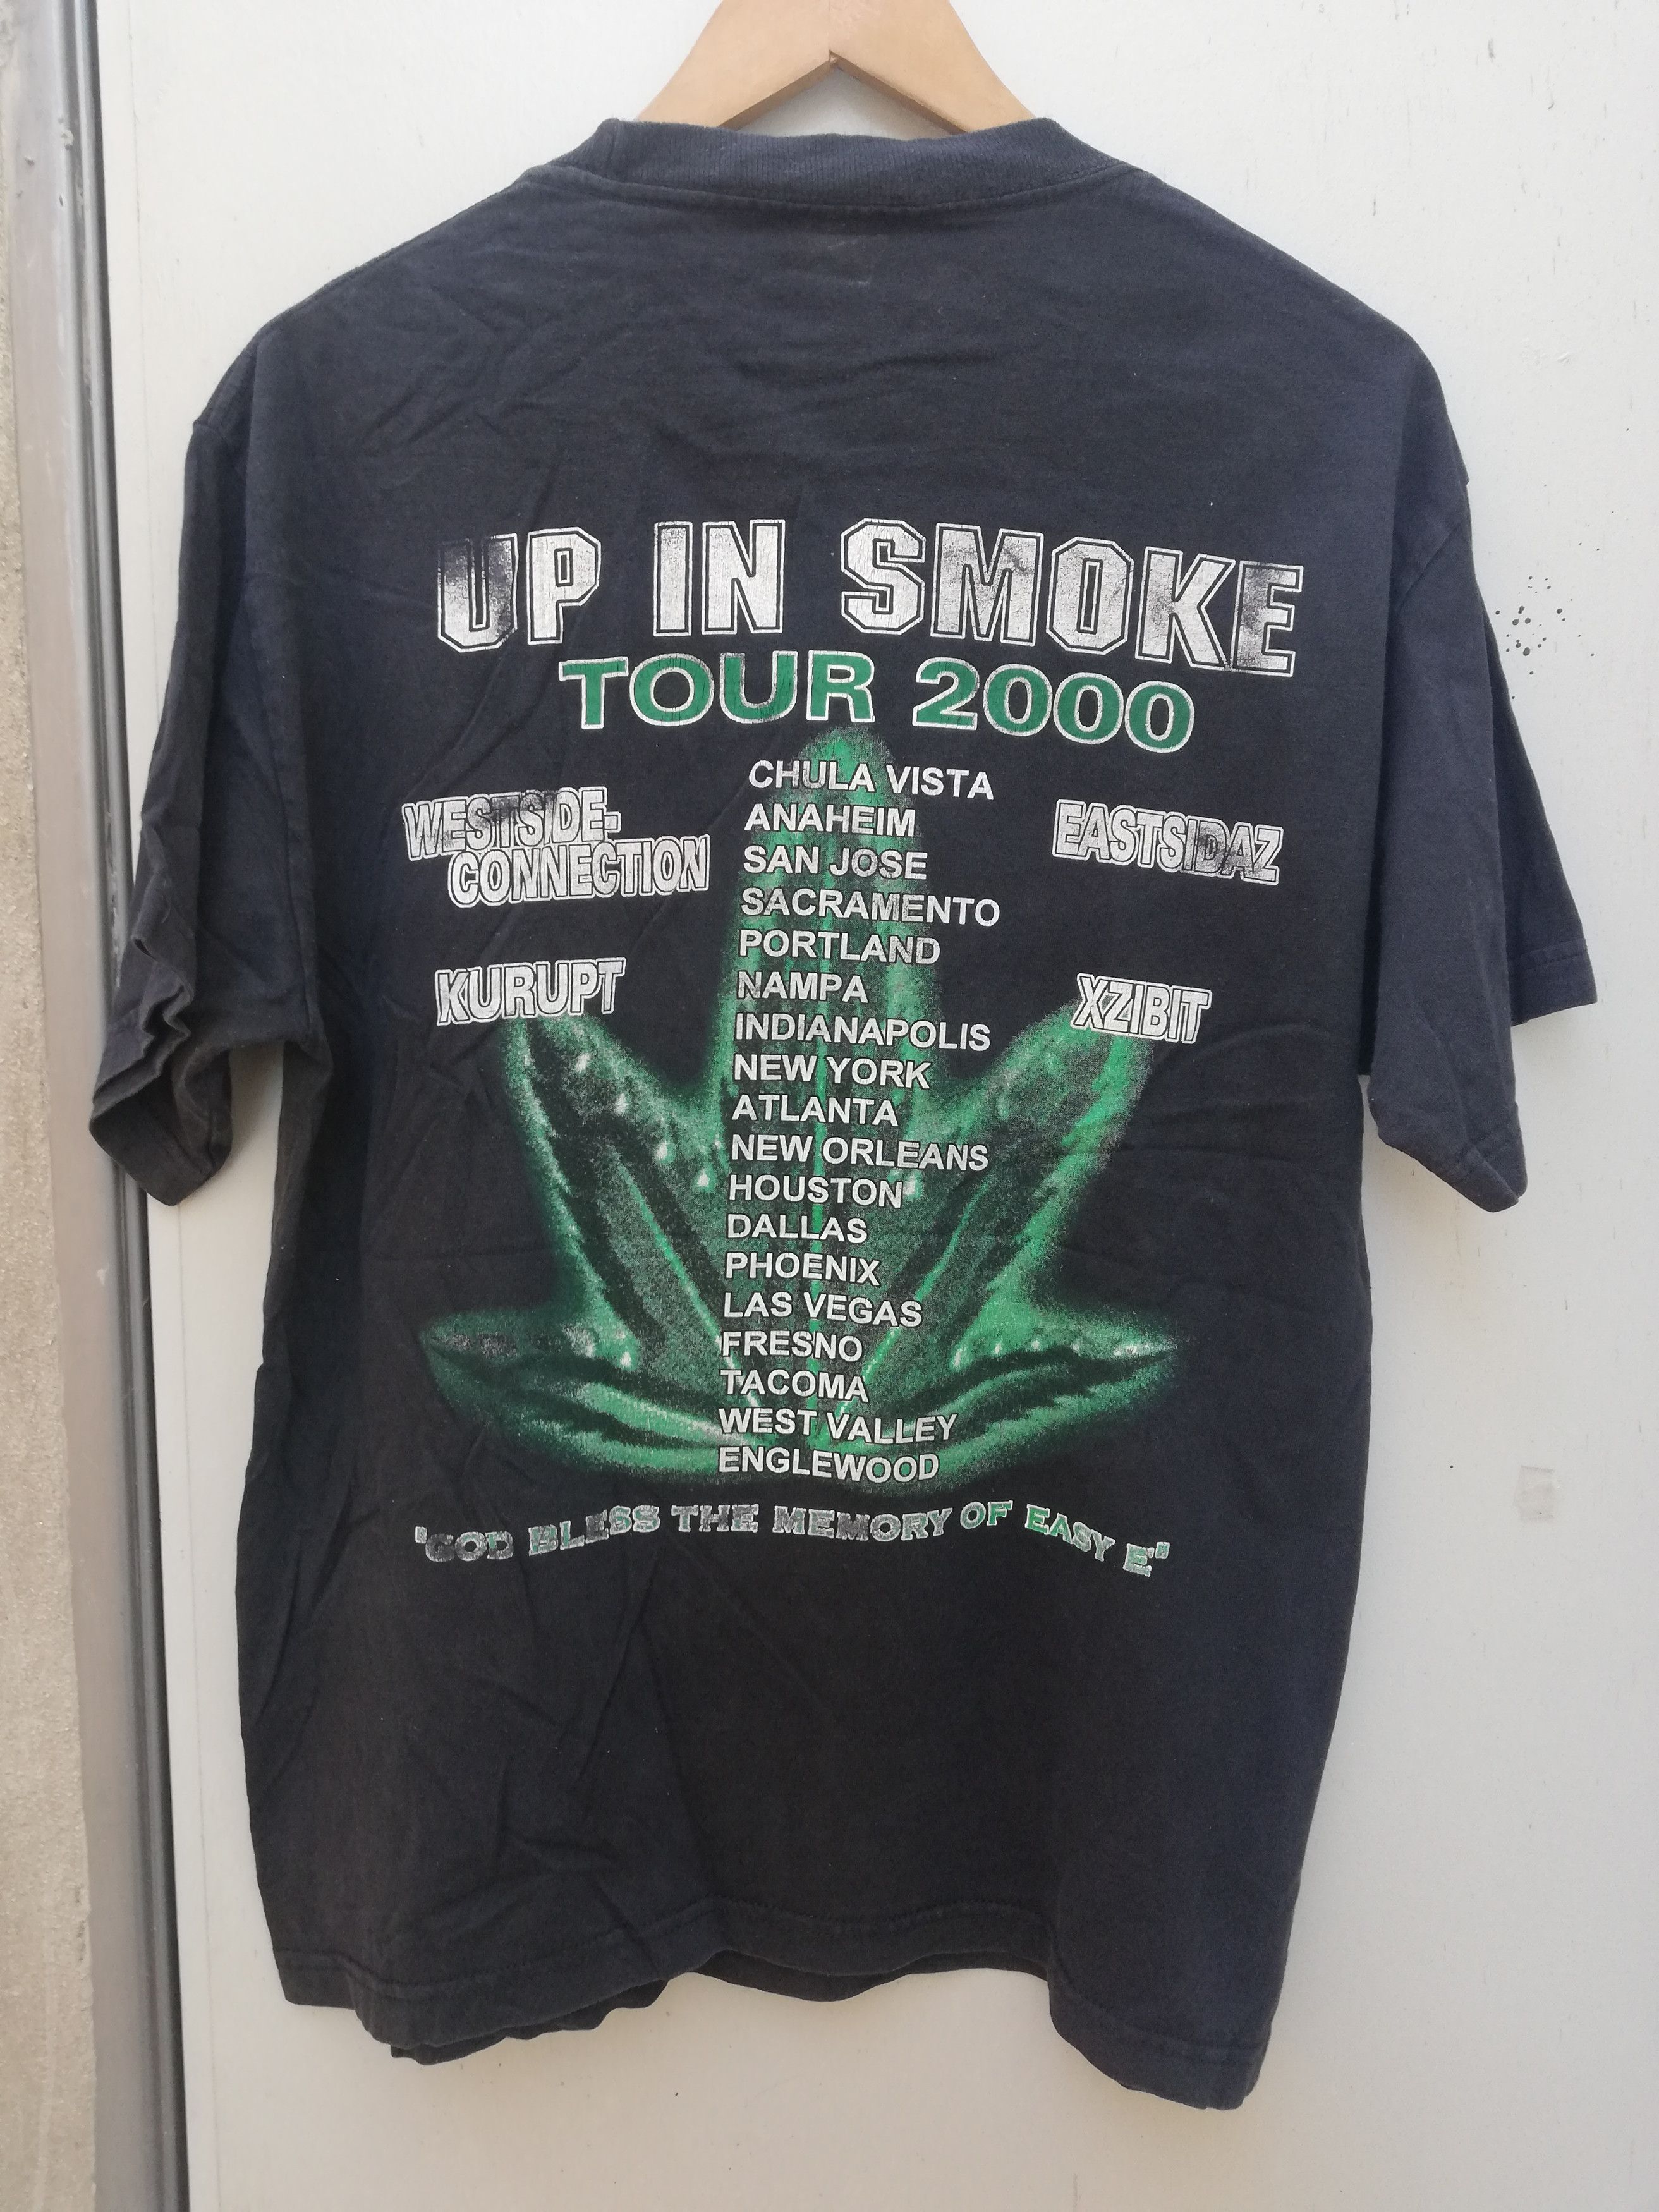 UP IN SMOKE
TOUR 2000
WESTSIDE-
CONNECTION
KURUPT
CHULA VISTA
ANAHEIM
SAN JOSE
SACRAMENTO
PORTLAND
NAMPA
INDIANAPOLIS
NEW YORK
ATLANTA
NEW ORLEANS
HOUSTON
DALLAS
PHOENIX
LAS VEGAS
FRESNO
TACOMA
WEST VALLEY
ENGLEWOOD
EASTSIDAZ
XZIBIT
"GOD BLESS THE MEMORY OF EASY E"